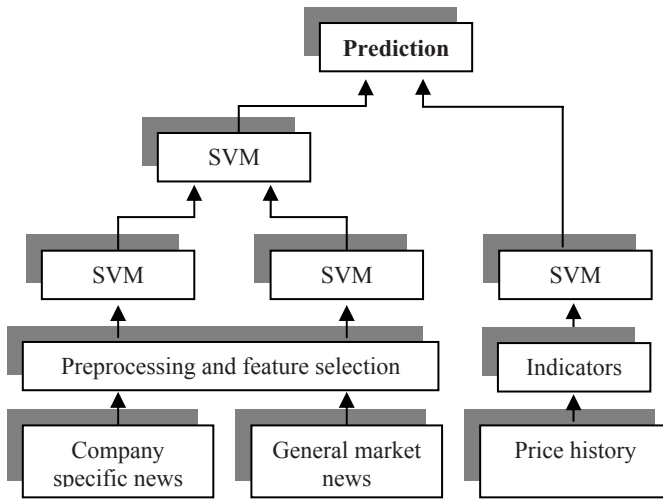 Prediction
SVM
SVM
SVM
SVM
Preprocessing and feature selection
Indicators
Company
specific news
General market
news
Price history